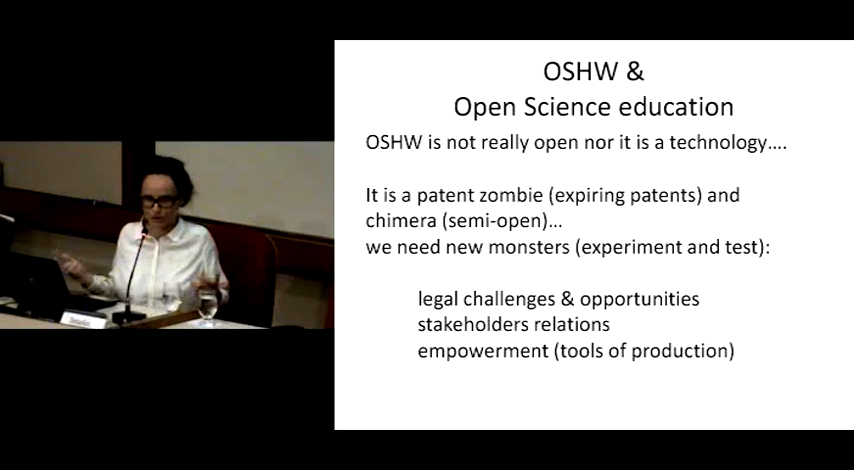 OSHW &
Open Science education
OSHW is not really open nor it is a technology....
It is a patent zombie (expiring patents) and
chimera (semi-open)...
we need new monsters (experiment and test):
legal challenges & opportunities
stakeholders relations
empowerment (tools of production)